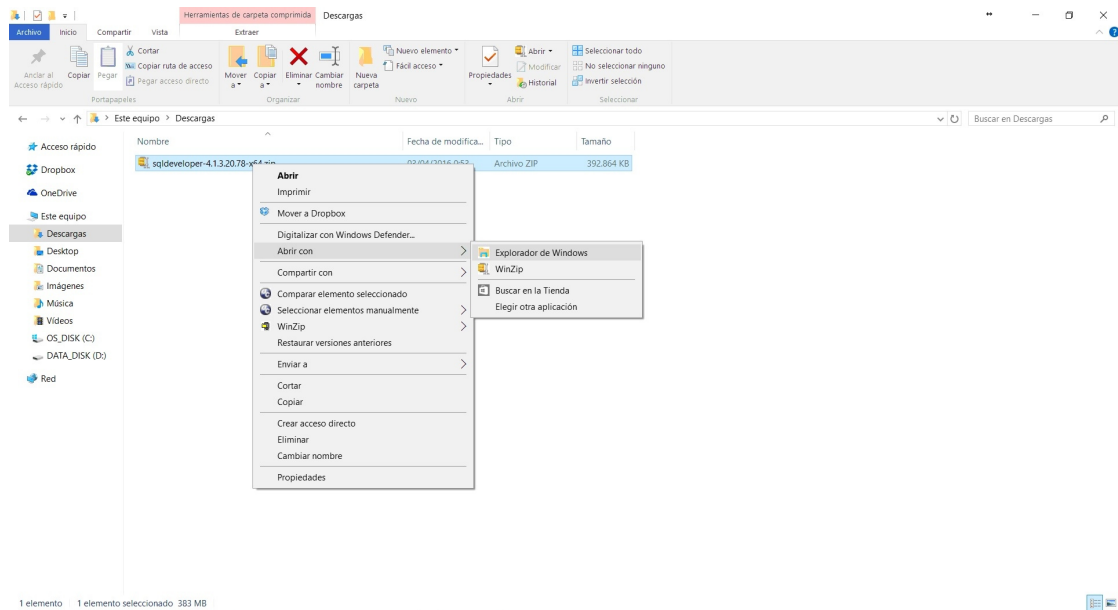 Herramientas de carpeta comprimida Descargas
Archivo Inicio Compartir Vista Extraer
Anclar al Acceso rápido
Copiar
Pegar
Cortar
Copiar ruta de acceso
Pegar acceso directo
Portapapeles
Mover a
Copiar a
Eliminar
Cambiar nombre
Organizar
Nueva carpeta
Nuevo elemento
Fácil acceso
Nuevo
Propiedades
Abrir
Modificar
Historial
Abrir
Seleccionar todo
No seleccionar ninguno
Invertir selección
Seleccionar
Este equipo > Descargas
Buscar en Descargas
Acceso rápido
Dropbox
OneDrive
Este equipo
Descargas
Desktop
Documentos
Imágenes
Música
Vídeos
OS_DISK (C:)
DATA_DISK (D:)
Red
Nombre Fecha de modifica... Tipo Tamaño
sqldeveloper-4.1.3.20.78-x64.zip 03/04/2016 0:53 Archivo ZIP 392.864 KB
Abrir
Imprimir
Mover a Dropbox
Digitalizar con Windows Defender...
Abrir con
Compartir con
Comparar elemento seleccionado
Seleccionar elementos manualmente
WinZip
Restaurar versiones anteriores
Enviar a
Cortar
Copiar
Crear acceso directo
Eliminar
Cambiar nombre
Propiedades
Explorador de Windows
WinZip
Buscar en la Tienda
Elegir otra aplicación
1 elemento 1 elemento seleccionado 383 MB